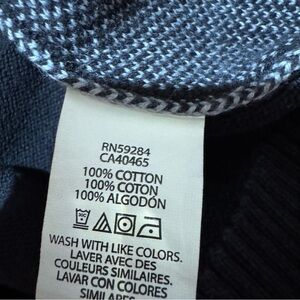 RN59284
CA40465
100% COTTON
100% COTON
100% ALGODÓN
WASH WITH LIKE COLORS.
LAVER AVEC DES
COULEURS SIMILAIRES.
LAVAR CON COLORES
SIMILARES